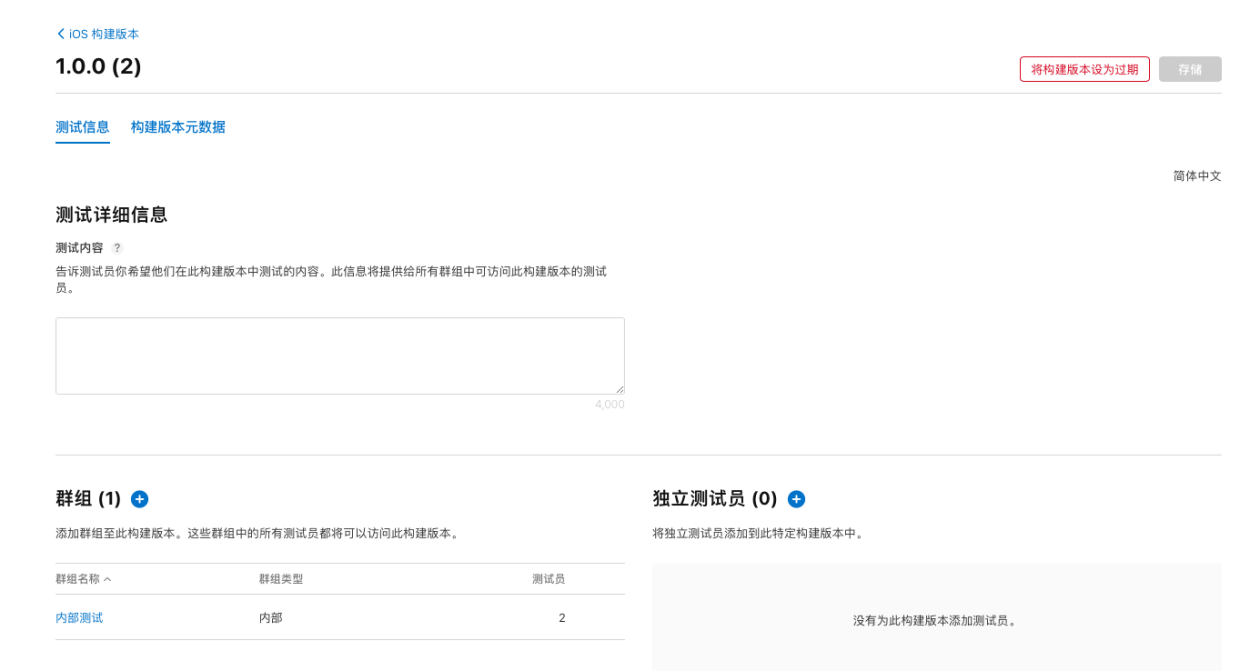 iOS 构建版本
1.0.0 (2)
将构建版本设为过期
存储
测试信息
构建版本元数据
简体中文
测试详细信息
测试内容 ?
告诉测试员你希望他们在此构建版本中测试的内容。此信息将提供给所有群组中可访问此构建版本的测试
员。
4,000
群组 (1)
添加群组至此构建版本。这些群组中的所有测试员都将可以访问此构建版本。
群组名称 群组类型 测试员
内部测试 内部 2
独立测试员 (0)
将独立测试员添加到此特定构建版本中。
没有为此构建版本添加测试员。